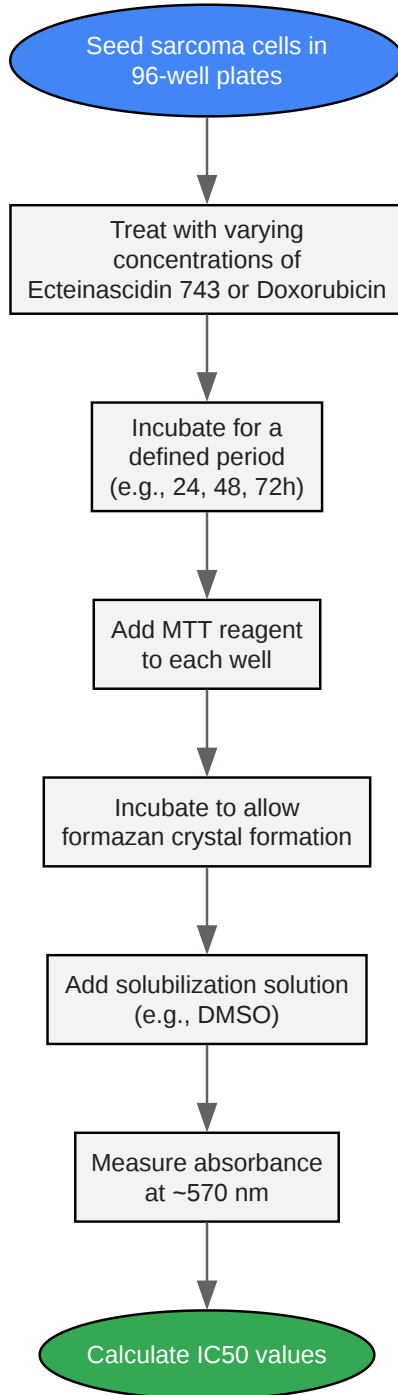 Seed sarcoma cells in
96-well plates
Treat with varying
concentrations of
Ecteinascidin 743 or Doxorubicin
Incubate for a
defined period
(e.g., 24, 48, 72h)
Add MTT reagent
to each well
Incubate to allow
formazan crystal formation
Add solubilization solution
(e.g., DMSO)
Measure absorbance
at ~570 nm
Calculate IC50 values